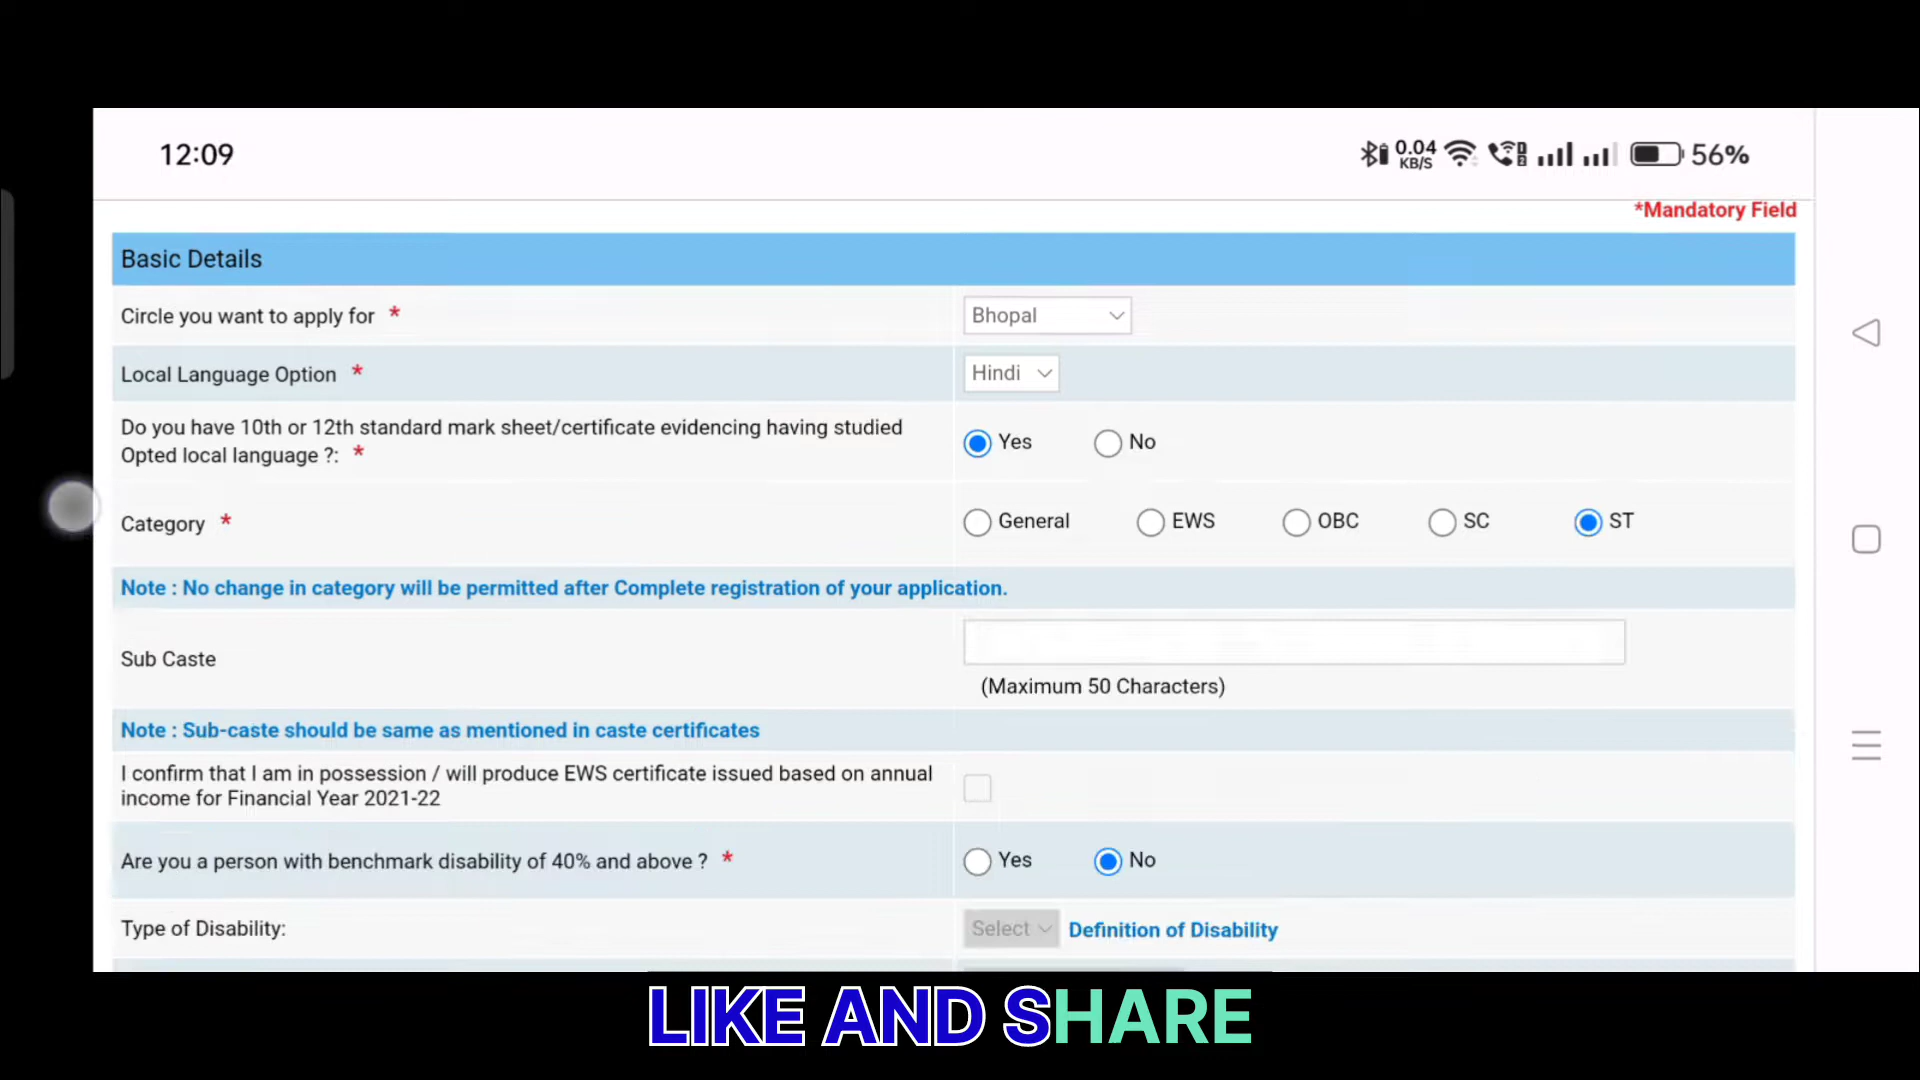 12:09
0.04
KB/S
56%
*Mandatory Field
Basic Details
Circle you want to apply for *
Bhopal
Local Language Option *
Hindi
Do you have 10th or 12th standard mark sheet/certificate evidencing having studied
Opted local language ?: *
Yes No
Category *
General EWS OBC SC ST
Note : No change in category will be permitted after Complete registration of your application.
Sub Caste
(Maximum 50 Characters)
Note : Sub-caste should be same as mentioned in caste certificates
I confirm that I am in possession / will produce EWS certificate issued based on annual
income for Financial Year 2021-22
Are you a person with benchmark disability of 40% and above ? *
Yes No
Type of Disability:
Select Definition of Disability
LIKE AND SHARE